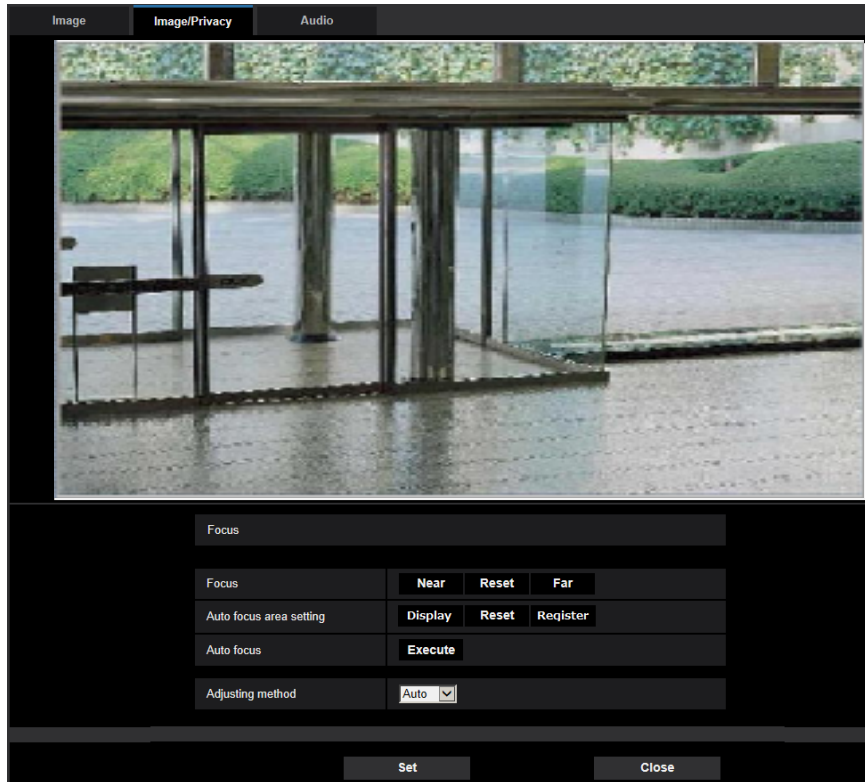 Image Image/Privacy Audio
Focus
Focus Near Reset Far
Auto focus area setting Display Reset Register
Auto focus Execute
Adjusting method Auto
Set Close